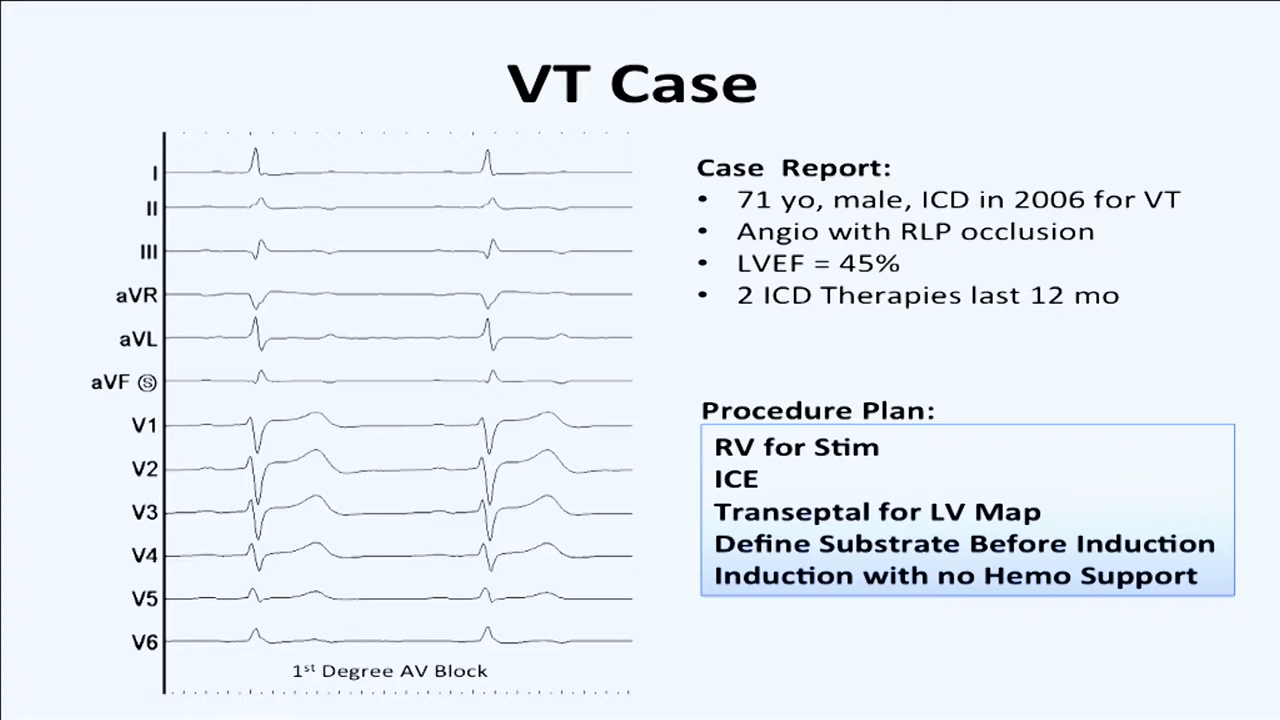 VT Case
I
II
III
aVR
aVL
aVF Ⓢ
V1
V2
V3
V4
V5
V6
1st Degree AV Block
Case Report:
• 71 yo, male, ICD in 2006 for VT
• Angio with RLP occlusion
• LVEF = 45%
• 2 ICD Therapies last 12 mo
Procedure Plan:
RV for Stim
ICE
Transeptal for LV Map
Define Substrate Before Induction
Induction with no Hemo Support